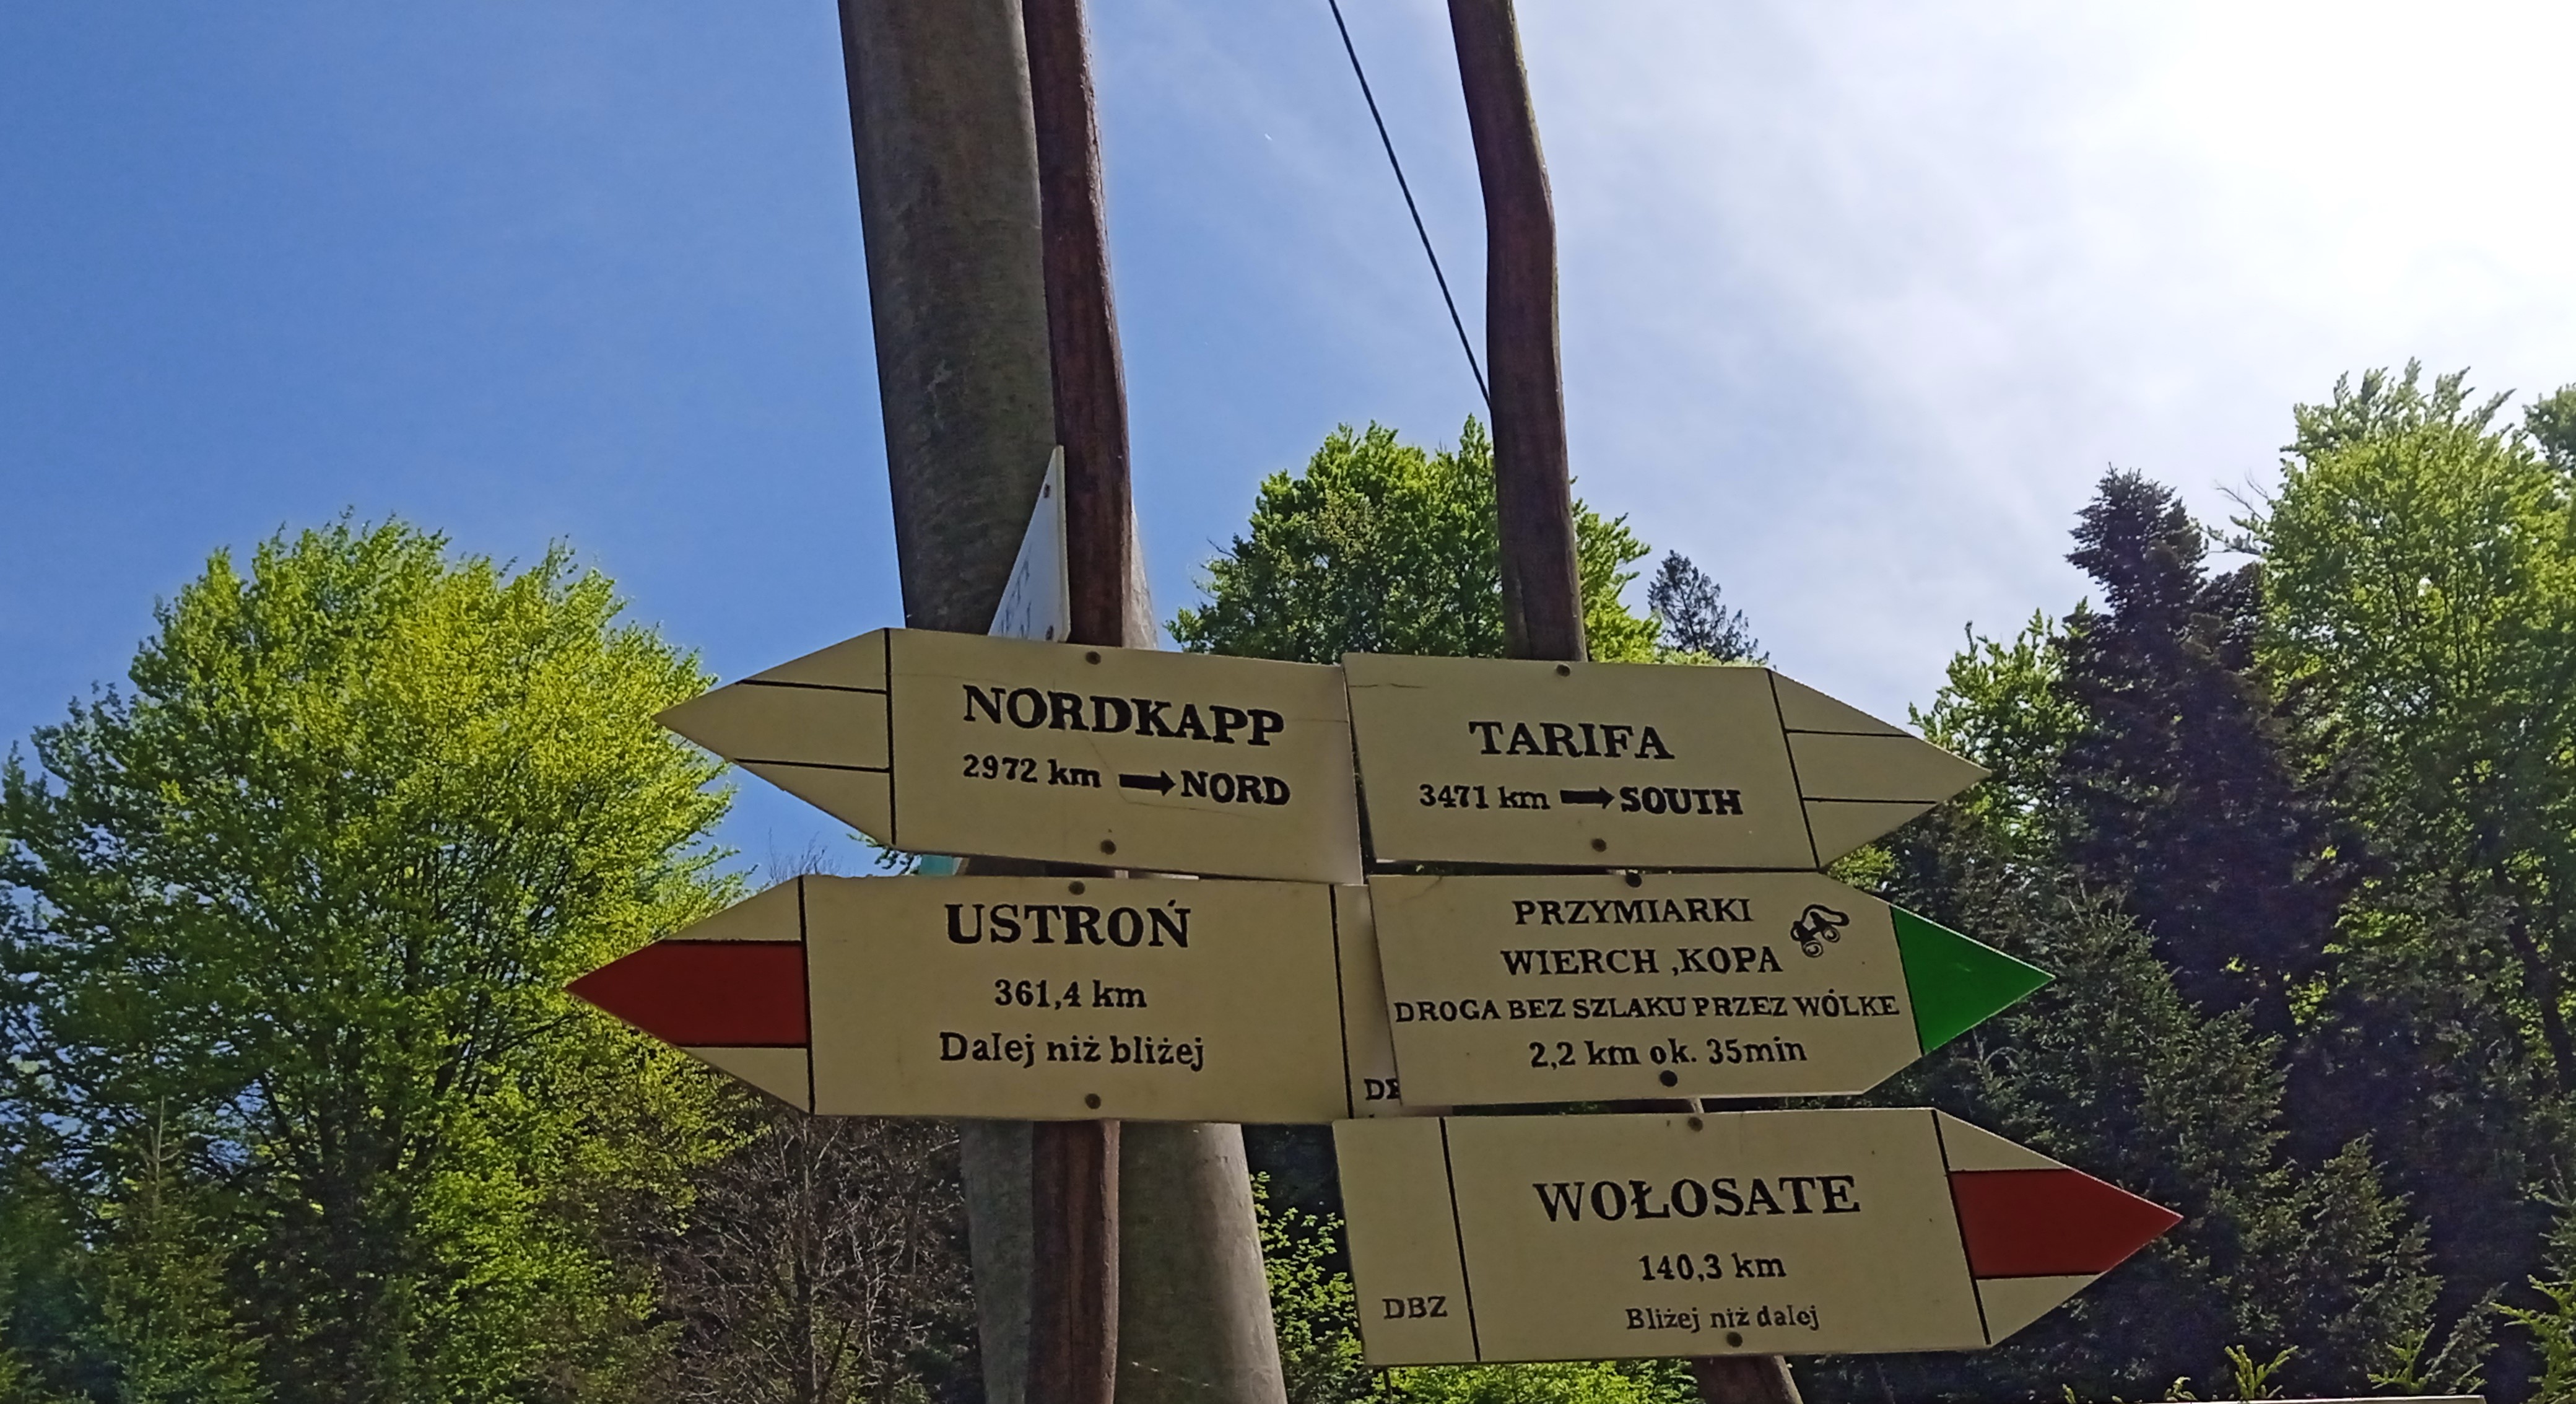 NORDKAPP
2972 km ➡ NORD
TARIFA
3471 km ➡ SOUTH
USTROŃ
361,4 km
Dalej niż bliżej
PRZYMIARKI
WIERCH ,KOPA
DROGA BEZ SZLAKU PRZEZ WÓLKE
2,2 km ok. 35min
WOŁOSATE
140,3 km
Bliżej niż dalej
DBZ